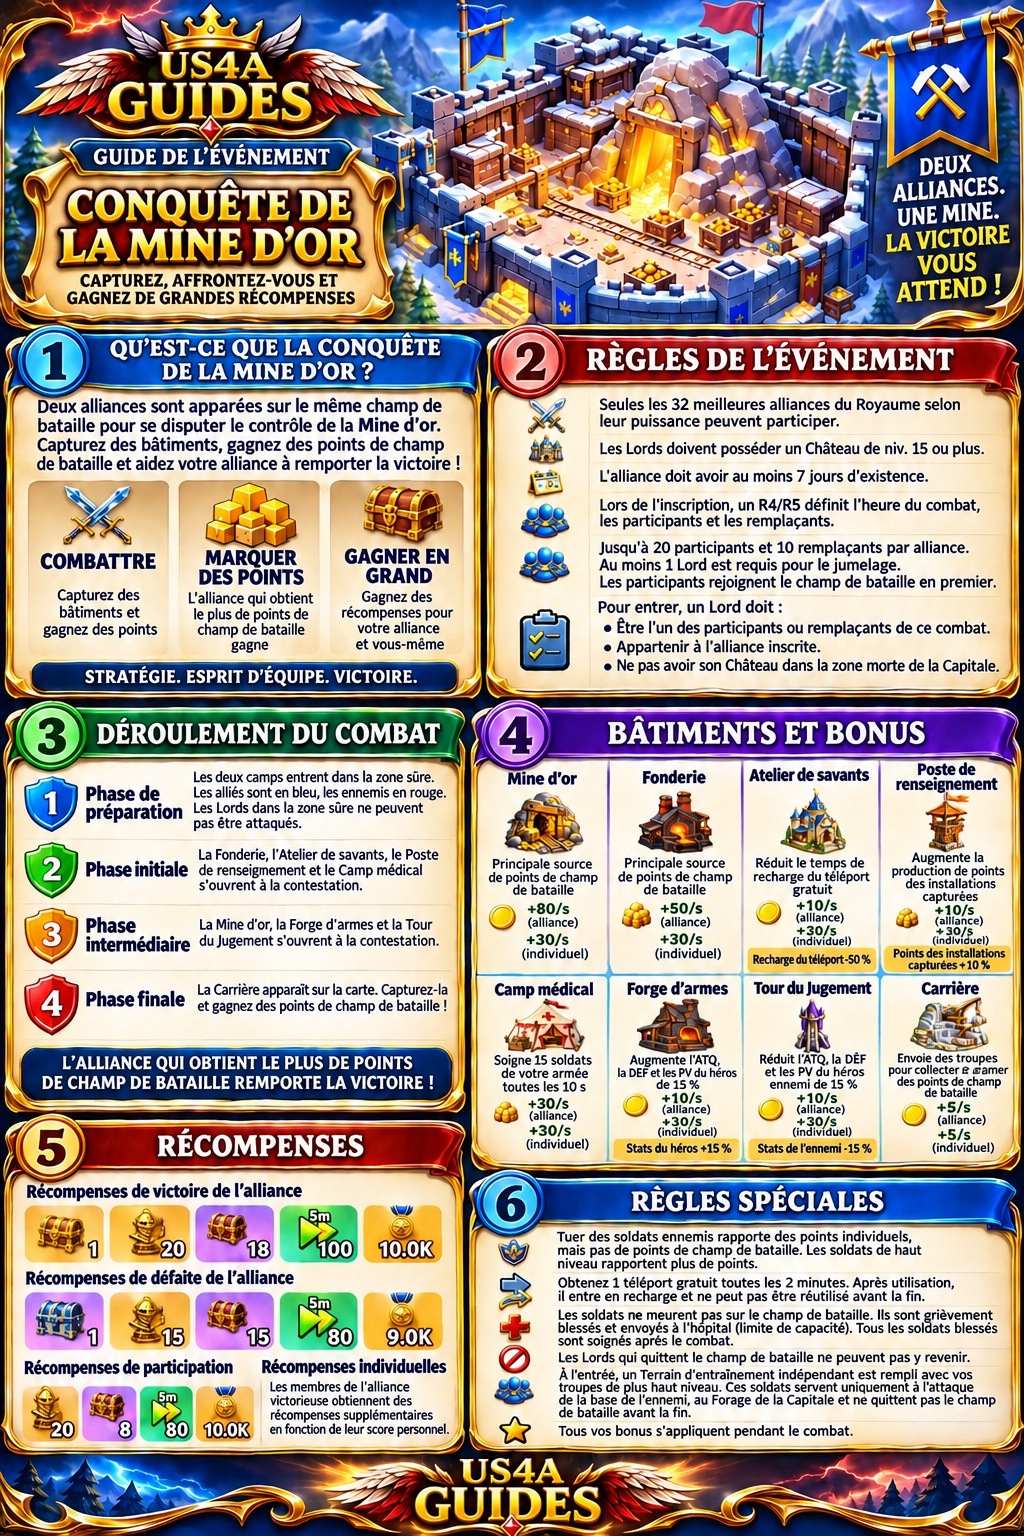 US4A
GUIDES
GUIDE DE L'ÉVÉNEMENT
CONQUÊTE DE
LA MINE D'OR
CAPTUREZ, AFFRONTEZ-VOUS ET
GAGNEZ DE GRANDES RÉCOMPENSES
DEUX
ALLIANCES.
UNE MINE.
LA VICTOIRE
VOUS
ATTEND !
1
QU'EST-CE QUE LA CONQUÊTE
DE LA MINE D'OR ?
Deux alliances sont apparées sur le même champ de
bataille pour se disputer le contrôle de la Mine d'or.
Capturez des bâtiments, gagnez des points de champ
de bataille et aidez votre alliance à remporter la victoire !
COMBATTRE
Capturez des
bâtiments et
gagnez des points
MARQUER
DES POINTS
L'alliance qui obtient
le plus de points de
champ de bataille
gagne
GAGNER EN
GRAND
Gagnez des
récompenses pour
votre alliance
et vous-même
STRATÉGIE. ESPRIT D'ÉQUIPE. VICTOIRE.
2
RÈGLES DE L'ÉVÉNEMENT
Seules les 32 meilleures alliances du Royaume selon
leur puissance peuvent participer.
Les Lords doivent posséder un Château de niv. 15 ou plus.
L'alliance doit avoir au moins 7 jours d'existence.
Lors de l'inscription, un R4/R5 définit l'heure du combat,
les participants et les remplaçants.
Jusqu'à 20 participants et 10 remplaçants par alliance.
Au moins 1 Lord est requis pour le jumelage.
Les participants rejoignent le champ de bataille en premier.
Pour entrer, un Lord doit :
• Être l'un des participants ou remplaçants de ce combat.
• Appartenir à l'alliance inscrite.
• Ne pas avoir son Château dans la zone morte de la Capitale.
3
DÉROULEMENT DU COMBAT
1
Phase de
préparation
Les deux camps entrent dans la zone sûre.
Les alliés sont en bleu, les ennemis en rouge.
Les Lords dans la zone sûre ne peuvent
pas être attaqués.
2
Phase initiale
La Fonderie, l'Atelier de savants, le Poste
de renseignement et le Camp médical
s'ouvrent à la contestation.
3
Phase
intermédiaire
La Mine d'or, la Forge d'armes et la Tour
du Jugement s'ouvrent à la contestation.
4
Phase finale
La Carrière apparaît sur la carte. Capturez-la
et gagnez des points de champ de bataille !
L'ALLIANCE QUI OBTIENT LE PLUS DE POINTS
DE CHAMP DE BATAILLE REMPORTE LA VICTOIRE !
4
BÂTIMENTS ET BONUS
Mine d'or
Principale source
de points de champ
de bataille
+80/s
(alliance)
+30/s
(individuel)
Fonderie
Principale source
de points de champ
de bataille
+50/s
(alliance)
+30/s
(individuel)
Atelier de savants
Réduit le temps de
recharge du téléport
gratuit
+10/s
(alliance)
+30/s
(individuel)
Recharge du téléport -50 %
Poste de
renseignement
Augmente la
production de points
des installations
capturées
+10/s
(alliance)
+30/s
(individuel)
Points des installations
capturées +10 %
Camp médical
Soigne 15 soldats
de votre armée
toutes les 10 s
+30/s
(alliance)
+30/s
(individuel)
Forge d'armes
Augmente l'ATQ,
la DEF et les PV du héros
de 15 %
+10/s
(alliance)
+30/s
(individuel)
Stats du héros +15 %
Tour du Jugement
Réduit l'ATQ, la DÉF
et les PV du héros
ennemi de 15 %
+10/s
(alliance)
+30/s
(individuel)
Stats de l'ennemi -15 %
Carrière
Envoie des troupes
pour collecter
des points de champ
de bataille
+5/s
(alliance)
+5/s
(individuel)
5
RÉCOMPENSES
Récompenses de victoire de l'alliance
1
20
18
5m
100
10.0K
Récompenses de défaite de l'alliance
1
15
15
5m
80
9.0K
Récompenses de participation
20
8
5m
80
10.0K
Récompenses individuelles
Les membres de l'alliance
victorieuse obtiennent des
récompenses supplémentaires
en fonction de leur score personnel.
6
RÈGLES SPÉCIALES
Tuer des soldats ennemis rapporte des points individuels,
mais pas de points de champ de bataille. Les soldats de haut
niveau rapportent plus de points.
Obtenez 1 téléport gratuit toutes les 2 minutes. Après utilisation,
il entre en recharge et ne peut pas être réutilisé avant la fin.
Les soldats ne meurent pas sur le champ de bataille. Ils sont grièvement
blessés et envoyés à l'hôpital (limite de capacité). Tous les soldats blessés
sont soignés après le combat.
Les Lords qui quittent le champ de bataille ne peuvent pas y revenir.
À l'entrée, un Terrain d'entraînement indépendant est rempli avec vos
troupes de plus haut niveau. Ces soldats servent uniquement à l'attaque
de la base de l'ennemi, au Forage de la Capitale et ne quittent pas le champ
de bataille avant la fin.
Tous vos bonus s'appliquent pendant le combat.
US4A
GUIDES